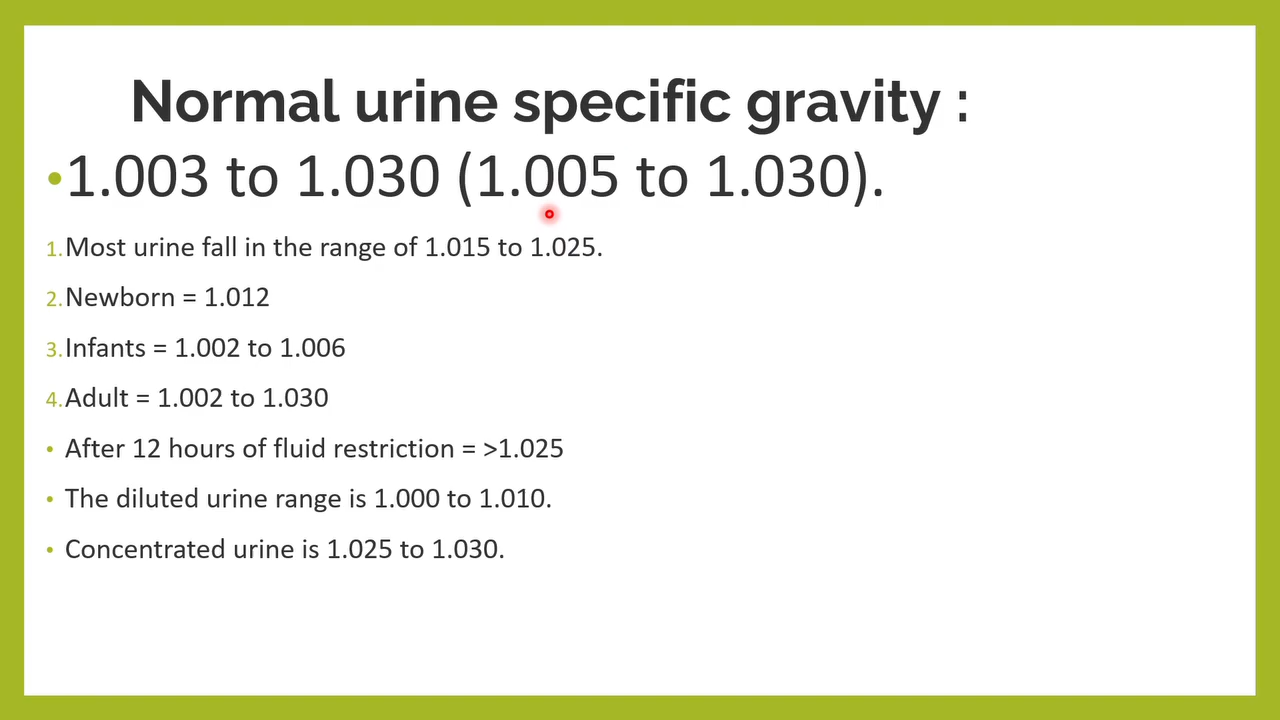 Normal urine specific gravity :
•1.003 to 1.030 (1.005 to 1.030).
1.Most urine fall in the range of 1.015 to 1.025.
2.Newborn = 1.012
3.Infants = 1.002 to 1.006
4.Adult = 1.002 to 1.030
• After 12 hours of fluid restriction = >1.025
• The diluted urine range is 1.000 to 1.010.
• Concentrated urine is 1.025 to 1.030.